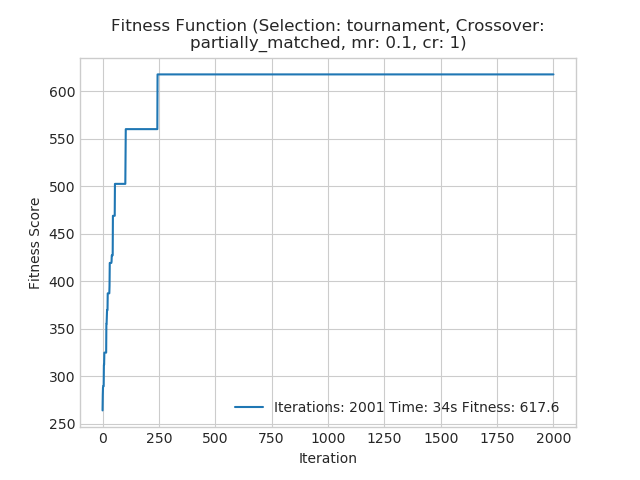 Fitness Function (Selection: tournament, Crossover:
partially_matched, mr: 0.1, cr: 1)
Fitness Score
600
550
500
450
400
350
300
250
Iterations: 2001 Time: 34s Fitness: 617.6
0 250 500 750 1000 1250 1500 1750 2000
Iteration